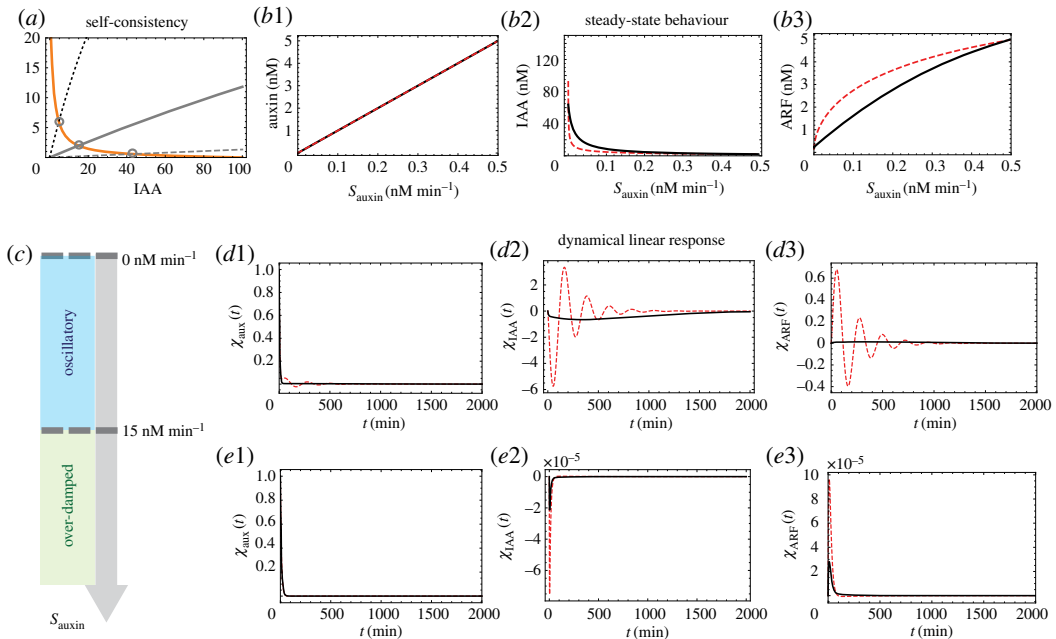 (a) self-consistency
20
15
10
5
0 20 40 60 80 100
IAA
(b1)
auxin (nM)
5
4
3
2
1
0 0.1 0.2 0.3 0.4 0.5
S auxin (nM min–1)
(b2) steady-state behaviour
IAA (nM)
120
80
40
0.1 0.2 0.3 0.4 0.5
S auxin (nM min–1)
(b3)
ARF (nM)
5
4
3
2
1
0.1 0.2 0.3 0.4 0.5
S auxin (nM min–1)
(c)
0 nM min–1
oscillatory
15 nM min–1
over-damped
S auxin
(d1)
χaux(t)
1.0
0.8
0.6
0.4
0.2
0 500 1000 1500 2000
t (min)
(d2) dynamical linear response
χIAA(t)
2
0
−2
−4
−6
0 500 1000 1500 2000
t (min)
(d3)
χARF(t)
0.6
0.4
0.2
0
−0.2
−0.4
0 500 1000 1500 2000
t (min)
(e1)
χaux(t)
1.0
0.8
0.6
0.4
0.2
0 500 1000 1500 2000
t (min)
(e2)
×10−5
χIAA(t)
0
−2
−4
−6
0 500 1000 1500 2000
t (min)
(e3)
×10−5
χARF(t)
10
8
6
4
2
0
0 500 1000 1500 2000
t (min)